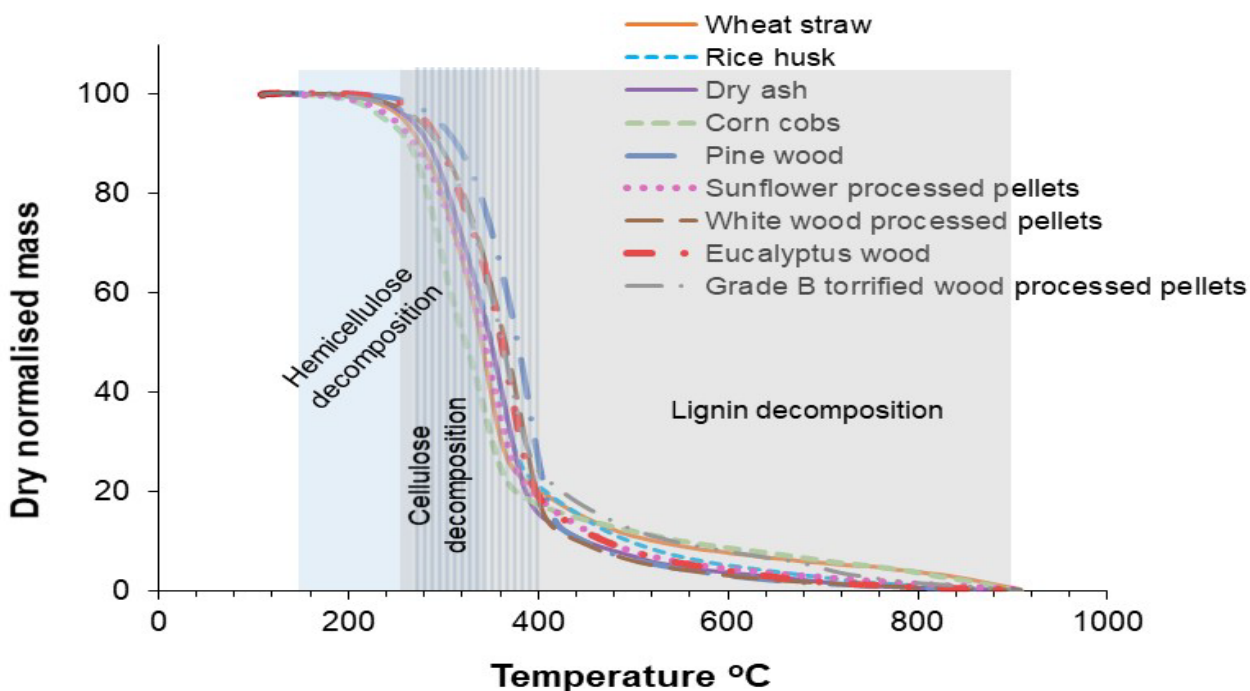 Wheat straw
Rice husk
Dry ash
Corn cobs
Pine wood
Sunflower processed pellets
White wood processed pellets
Eucalyptus wood
Grade B torrified wood processed pellets
Dry normalised mass
100
80
60
40
20
0
Hemicellulose
decomposition
Cellulose
decomposition
Lignin decomposition
0
200
400
600
800
1000
Temperature ºC